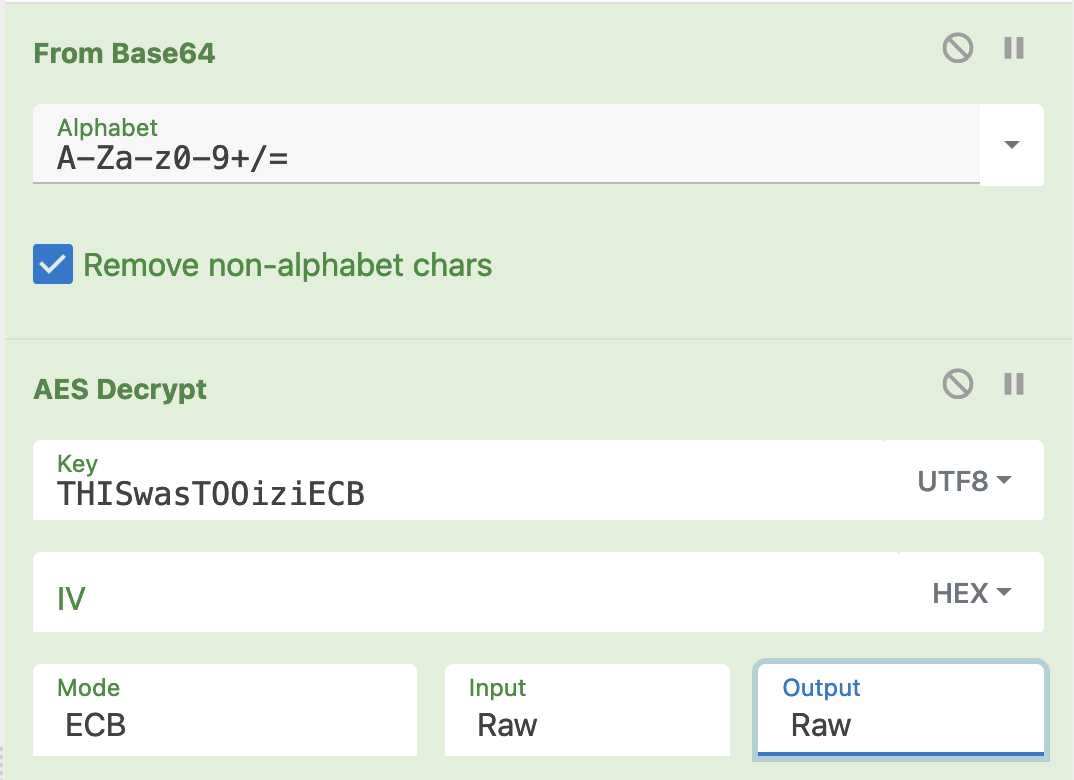 From Base64
Alphabet
A-Za-z0-9+/=
Remove non-alphabet chars
AES Decrypt
Key
THISwasTOOiziECB
UTF8
IV
HEX
Mode
ECB
Input
Raw
Output
Raw